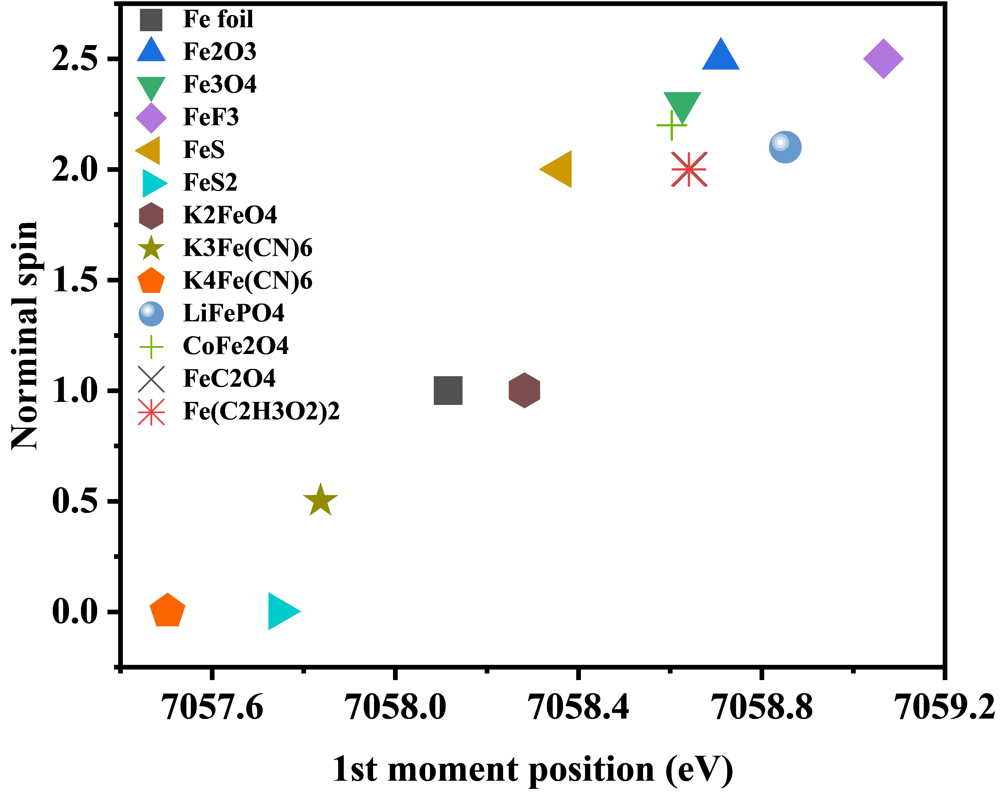 Fe foil
Fe2O3
Fe3O4
FeF3
FeS
FeS2
K2FeO4
K3Fe(CN)6
K4Fe(CN)6
LiFePO4
CoFe2O4
FeC2O4
Fe(C2H3O2)2
2.5
2.0
1.5
1.0
0.5
0.0
Norminal spin
7057.6 7058.0 7058.4 7058.8 7059.2
1st moment position (eV)